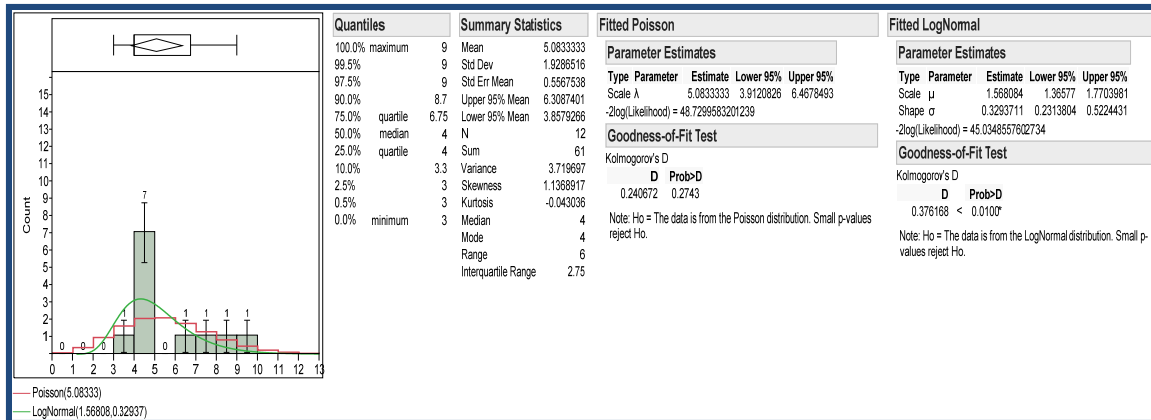 Count
15
14
13
12
11
10
9
8
7
6
5
4
3
2
1
0 0 0 1 7 0 1 1 1 1
0 1 2 3 4 5 6 7 8 9 10 11 12 13
Poisson(5.08333)
LogNormal(1.56808,0.32937)
Quantiles
100.0% maximum 9
99.5% 9
97.5% 9
90.0% 8.7
75.0% quartile 6.75
50.0% median 4
25.0% quartile 4
10.0% 3.3
2.5% 3
0.5% 3
0.0% minimum 3
Summary Statistics
Mean 5.0833333
Std Dev 1.9286516
Std Err Mean 0.5567538
Upper 95% Mean 6.3087401
Lower 95% Mean 3.8579266
N 12
Sum 61
Variance 3.719697
Skewness 1.1368917
Kurtosis -0.043036
Median 4
Mode 4
Range 6
Interquartile Range 2.75
Fitted Poisson
Parameter Estimates
Type Parameter Estimate Lower 95% Upper 95%
Scale λ 5.0833333 3.9120826 6.4678493
-2log(Likelihood) = 48.7299583201239
Goodness-of-Fit Test
Kolmogorov's D
D Prob>D
0.240672 0.2743
Note: Ho = The data is from the Poisson distribution. Small p-values
reject Ho.
Fitted LogNormal
Parameter Estimates
Type Parameter Estimate Lower 95% Upper 95%
Scale μ 1.568084 1.36577 1.7703981
Shape σ 0.3293711 0.2313804 0.5224431
-2log(Likelihood) = 45.0348557602734
Goodness-of-Fit Test
Kolmogorov's D
D Prob>D
0.376168 < 0.0100*
Note: Ho = The data is from the LogNormal distribution. Small p-
values reject Ho.